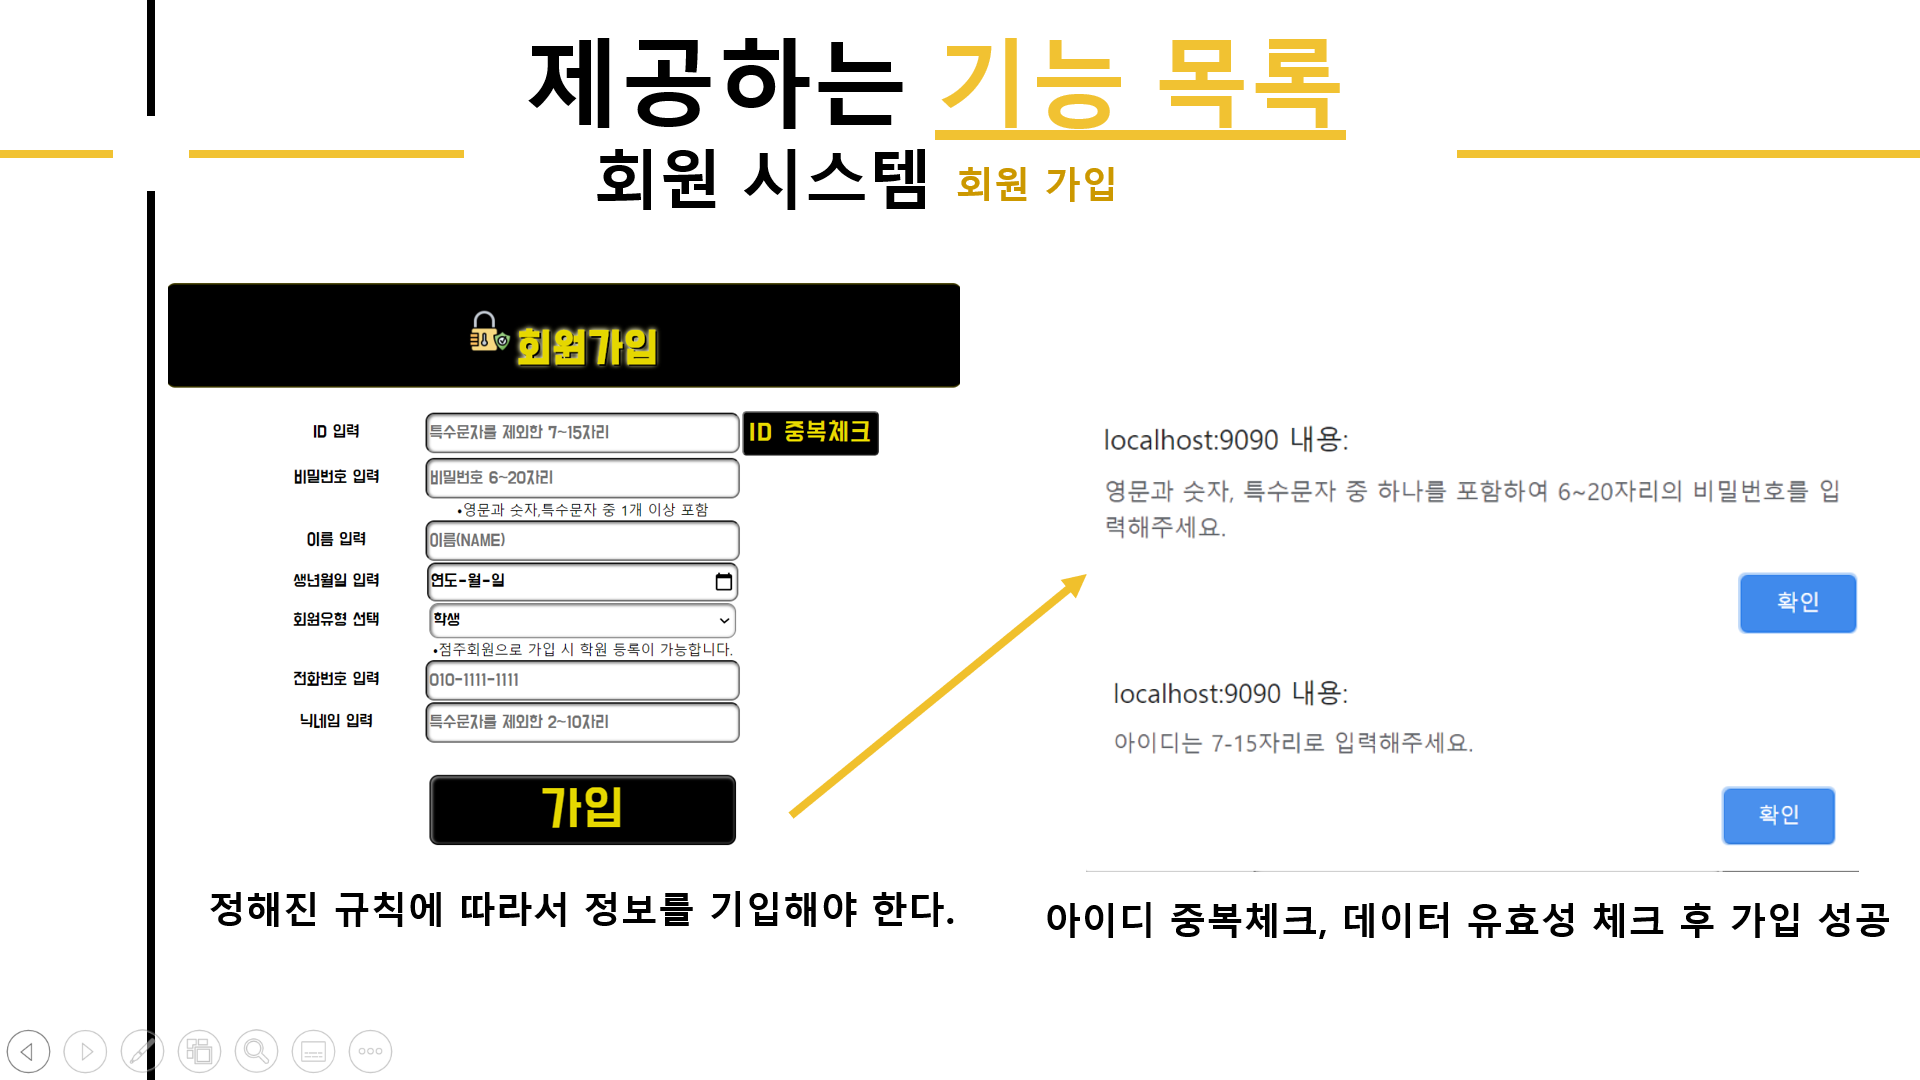 제공하는 기능 목록
회원 시스템 회원 가입
회원가입
ID 입력 특수문자를 제외한 7~15자리 ID 중복체크
비밀번호 입력 비밀번호 6~20자리
•영문과 숫자,특수문자 중 1개 이상 포함
이름 입력 이름(NAME)
생년월일 입력 연도-월-일
회원유형 선택 학생
•점주회원으로 가입 시 학원 등록이 가능합니다.
전화번호 입력 010-1111-1111
닉네임 입력 특수문자를 제외한 2~10자리
가입
정해진 규칙에 따라서 정보를 기입해야 한다.
localhost:9090 내용:
영문과 숫자, 특수문자 중 하나를 포함하여 6~20자리의 비밀번호를 입
력해주세요.
확인
localhost:9090 내용:
아이디는 7-15자리로 입력해주세요.
확인
아이디 중복체크, 데이터 유효성 체크 후 가입 성공